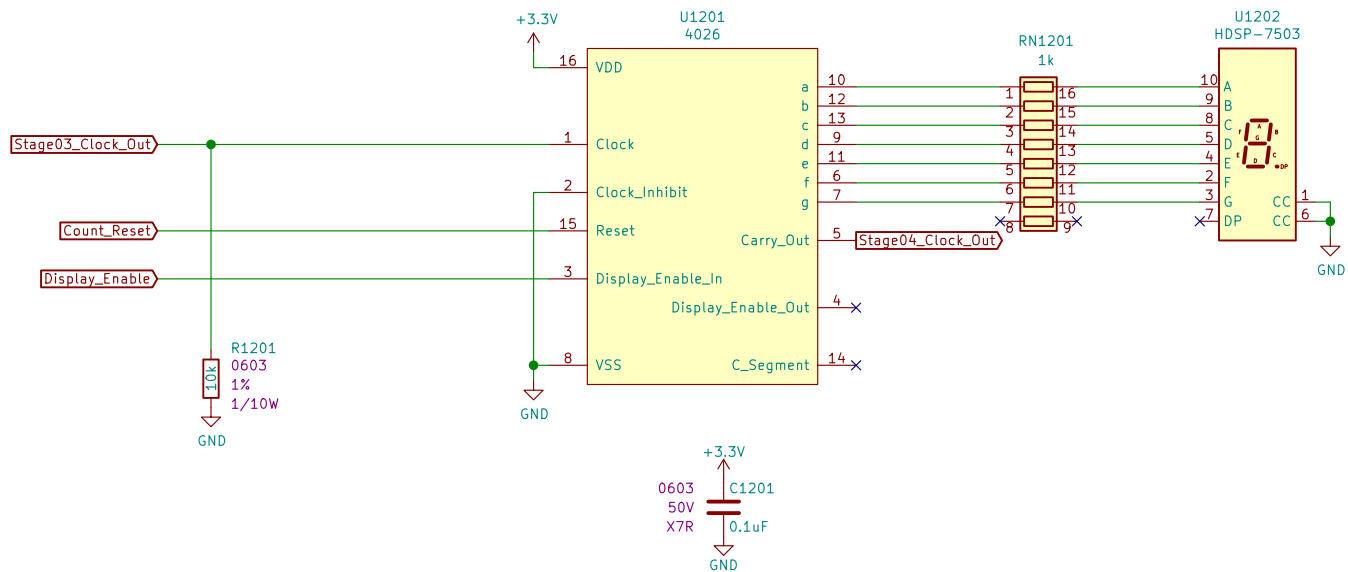 +3.3V
U1201
4026
16 VDD
Stage03_Clock_Out
1 Clock
2 Clock_Inhibit
Count_Reset
15 Reset
Display_Enable
3 Display_Enable_In
8 VSS
GND
a 10
b 12
c 13
d 9
e 11
f 6
g 7
Carry_Out 5
Stage04_Clock_Out
Display_Enable_Out 4
C_Segment 14
RN1201
1k
1 16
2 15
3 14
4 13
5 12
6 11
7 10
8 9
U1202
HDSP-7503
10 A
9 B
8 C
5 D
4 E
2 F
3 G
7 DP
A
F B
G
E C
D
DP
CC 1
CC 6
GND
R1201
10k
0603
1%
1/10W
GND
+3.3V
0603 C1201
50V
X7R 0.1uF
GND